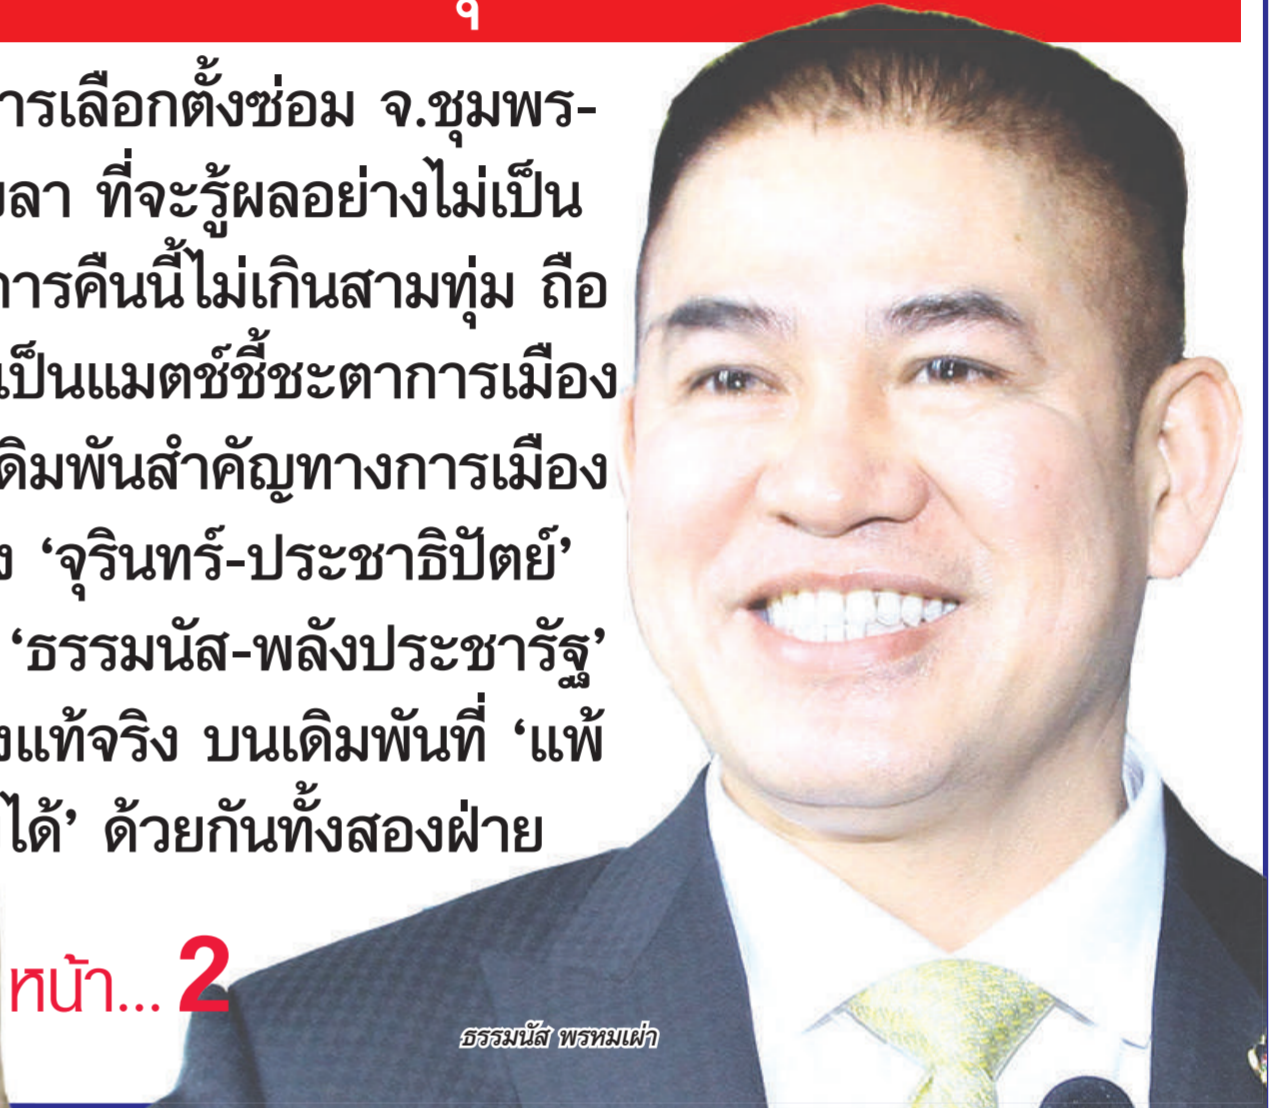 ารเลือกตั้งซ่อม จ.ชุมพร-
ลา ที่จะรู้ผลอย่างไม่เป็น
การคืนนี้ไม่เกินสามทุ่ม ถือ
เป็นแมตช์ชี้ชะตาการเมือง
เดิมพันสำคัญทางการเมือง
ง ‘จุรินทร์-ประชาธิปัตย์’
‘ธรรมนัส-พลังประชารัฐ’
งแท้จริง บนเดิมพันที่ ‘แพ้
ได้’ ด้วยกันทั้งสองฝ่าย
หน้า... 2
ธรรมนัส พรหมเผ่า